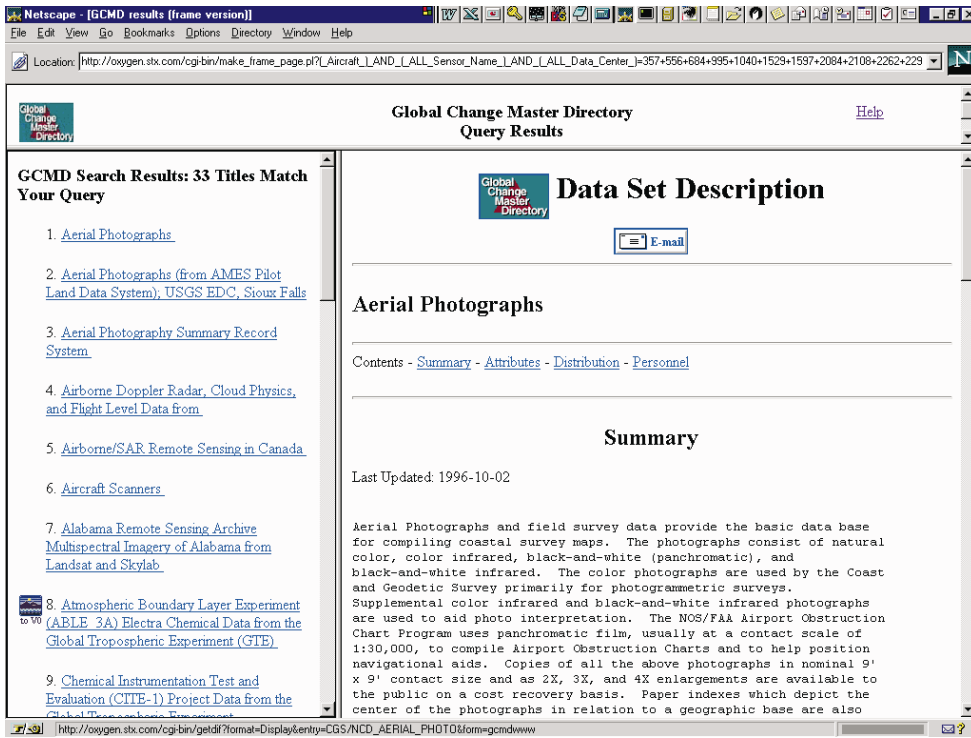 Netscape - [GCMD results (frame version)]
File Edit View Go Bookmarks Options Directory Window Help
Location: http://oxygen.stx.com/cgi-bin/make_frame_page.pl?(_Aircraft_)_AND_(_ALL_Sensor_Name_)_AND_(_ALL_Data_Center_)=357+556+684+995+1040+1529+1597+2084+2108+2262+229
N
Global
Change
Master
Directory
Global Change Master Directory
Query Results
Help
GCMD Search Results: 33 Titles Match
Your Query
1. Aerial Photographs
2. Aerial Photographs (from AMES Pilot
Land Data System); USGS EDC, Sioux Falls
3. Aerial Photography Summary Record
System
4. Airborne Doppler Radar, Cloud Physics,
and Flight Level Data from
5. Airborne/SAR Remote Sensing in Canada
6. Aircraft Scanners
7. Alabama Remote Sensing Archive
Multispectral Imagery of Alabama from
Landsat and Skylab
to V0
8. Atmospheric Boundary Layer Experiment
(ABLE_3A) Electra Chemical Data from the
Global Tropospheric Experiment (GTE)
9. Chemical Instrumentation Test and
Evaluation (CITE-1) Project Data from the
Global Tropospheric Experiment
Global
Change
Master
Directory
Data Set Description
E-mail
Aerial Photographs
Contents - Summary - Attributes - Distribution - Personnel
Summary
Last Updated: 1996-10-02
Aerial Photographs and field survey data provide the basic data base
for compiling coastal survey maps. The photographs consist of natural
color, color infrared, black-and-white (panchromatic), and
black-and-white infrared. The color photographs are used by the Coast
and Geodetic Survey primarily for photogrammetric surveys.
Supplemental color infrared and black-and-white infrared photographs
are used to aid photo interpretation. The NOS/FAA Airport Obstruction
Chart Program uses panchromatic film, usually at a contact scale of
1:30,000, to compile Airport Obstruction Charts and to help position
navigational aids. Copies of all the above photographs in nominal 9'
x 9' contact size and as 2X, 3X, and 4X enlargements are available to
the public on a cost recovery basis. Paper indexes which depict the
center of the photographs in relation to a geographic base are also
http://oxygen.stx.com/cgi-bin/getdif?format=Display&entry=CGS/NCD_AERIAL_PHOTO&form=gcmdwww